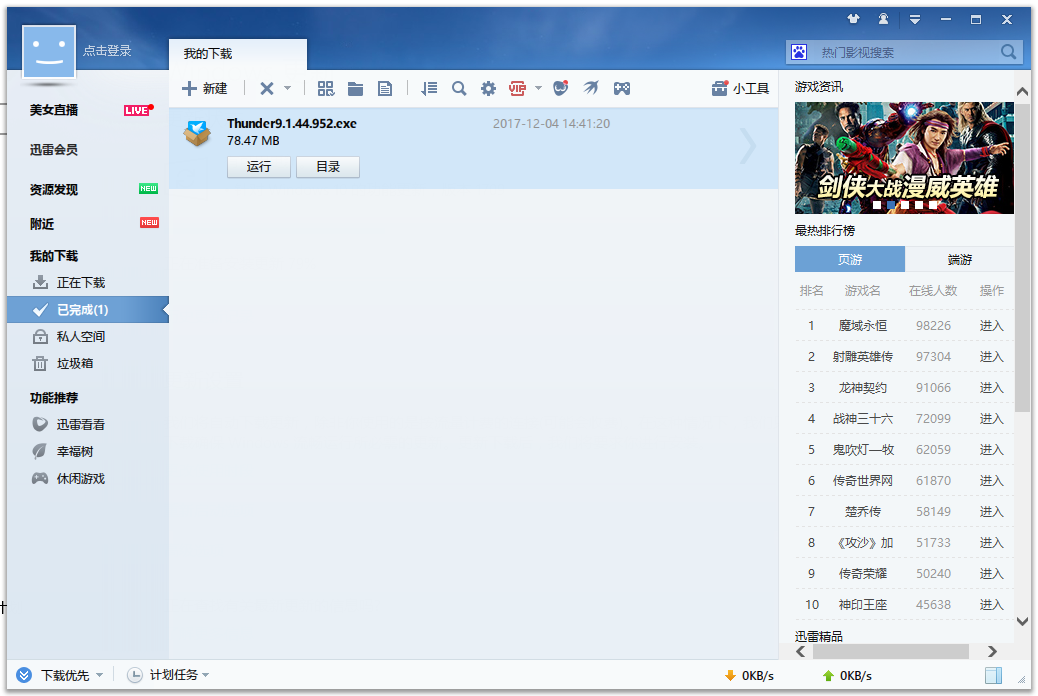 点击登录
我的下载
热门影视搜索
新建
VIP
小工具
美女直播 LIVE
迅雷会员
资源发现 NEW
附近 NEW
我的下载
正在下载
已完成(1)
私人空间
垃圾箱
功能推荐
迅雷看看
幸福树
休闲游戏
Thunder9.1.44.952.exe 2017-12-04 14:41:20
78.47 MB
运行 目录
游戏资讯
剑侠大战漫威英雄
最热排行榜
页游 端游
排名 游戏名 在线人数 操作
1 魔域永恒 98226 进入
2 射雕英雄传 97304 进入
3 龙神契约 91066 进入
4 战神三十六 72099 进入
5 鬼吹灯—牧 62059 进入
6 传奇世界网 61870 进入
7 楚乔传 58149 进入
8 《攻沙》加 51733 进入
9 传奇荣耀 50240 进入
10 神印王座 45638 进入
迅雷精品
下载优先 计划任务 0KB/s 0KB/s